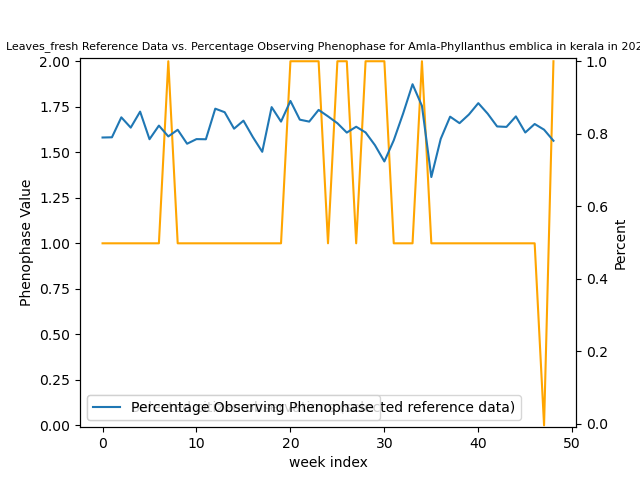 Leaves_fresh Reference Data vs. Percentage Observing Phenophase for Amla-Phyllanthus emblica in kerala in 202
2.00
1.75
1.50
1.25
1.00
0.75
0.50
0.25
0.00
Phenophase Value
1.0
0.8
0.6
0.4
0.2
0.0
Percent
Percentage Observing Phenophase ted reference data)
0 10 20 30 40 50
week index